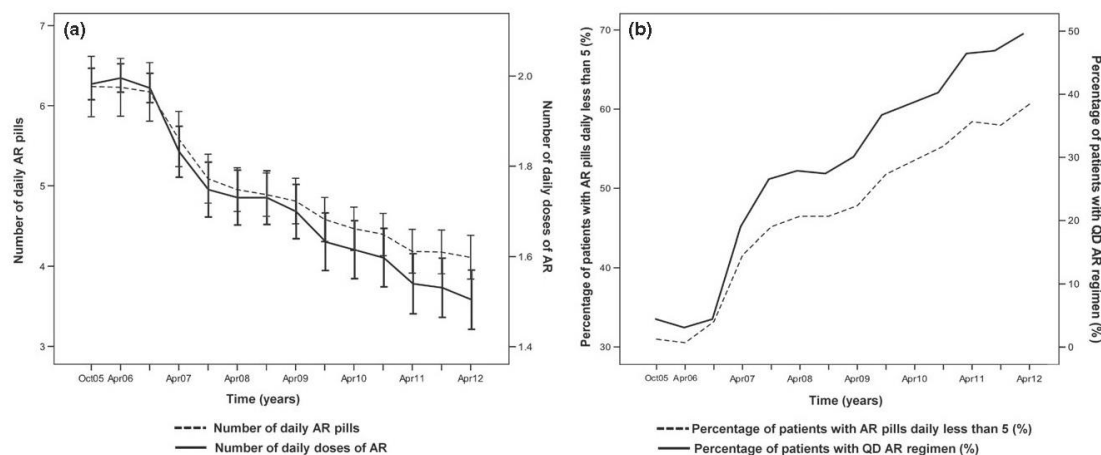 (a)
7
6
5
4
3
Number of daily AR pills
2.0
1.8
1.6
1.4
Number of daily doses
of AR
Oct05 Apr06 Apr07 Apr08 Apr09 Apr10 Apr11 Apr12
Time (years)
Number of daily AR pills
Number of daily doses of AR
(b)
70
60
50
40
30
Percentage of patients with AR pills daily less than 5 (%)
50
40
30
20
10
0
Percentage of patients with QD AR
regimen (%)
Oct05 Apr06 Apr07 Apr08 Apr09 Apr10 Apr11 Apr12
Time (years)
Percentage of patients with AR pills daily less than 5 (%)
Percentage of patients with QD AR regimen (%)